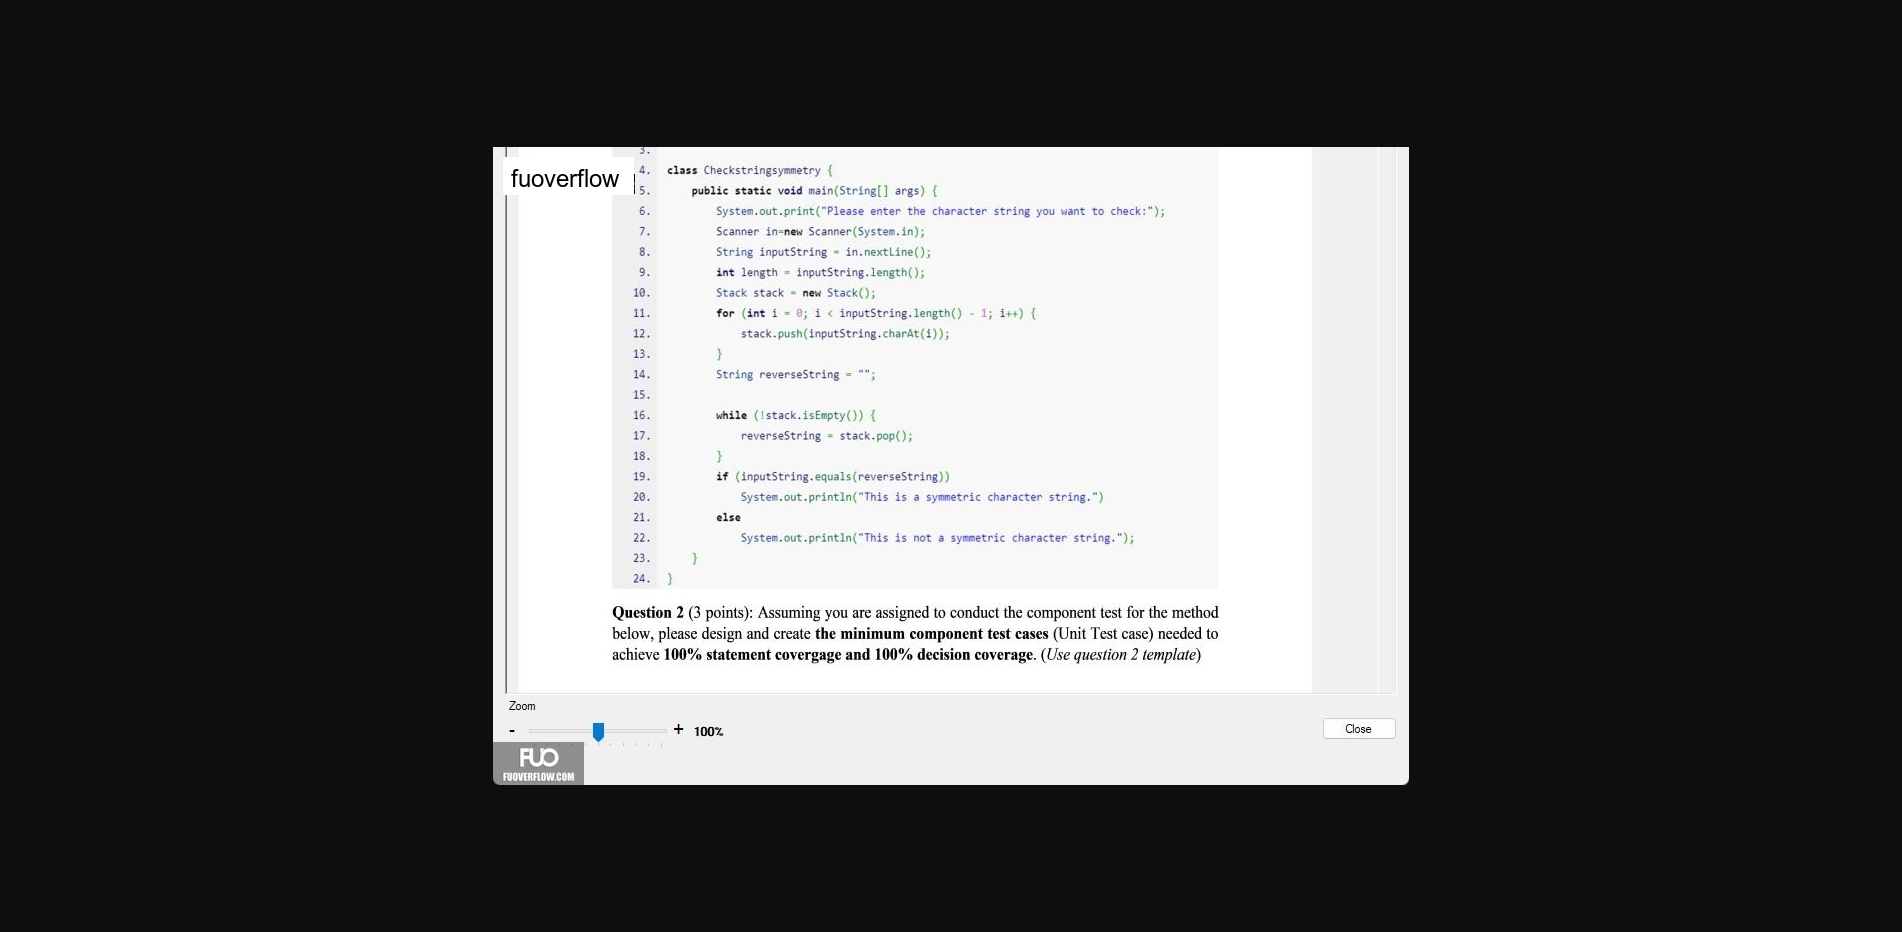 fuoverflow
3.
4. class Checkstringsymmetry {
5. public static void main(String[] args) {
6. System.out.print("Please enter the character string you want to check:");
7. Scanner in=new Scanner(System.in);
8. String inputString = in.nextLine();
9. int length = inputString.length();
10. Stack stack = new Stack();
11. for (int i = 0; i < inputString.length() - 1; i++) {
12. stack.push(inputString.charAt(i));
13. }
14. String reverseString = "";
15.
16. while (!stack.isEmpty()) {
17. reverseString = stack.pop();
18. }
19. if (inputString.equals(reverseString))
20. System.out.println("This is a symmetric character string.")
21. else
22. System.out.println("This is not a symmetric character string.");
23. }
24. }
Question 2 (3 points): Assuming you are assigned to conduct the component test for the method
below, please design and create the minimum component test cases (Unit Test case) needed to
achieve 100% statement covergage and 100% decision coverage. (Use question 2 template)
Zoom
- + 100%
Close
FUO
FUOVERFLOW.COM